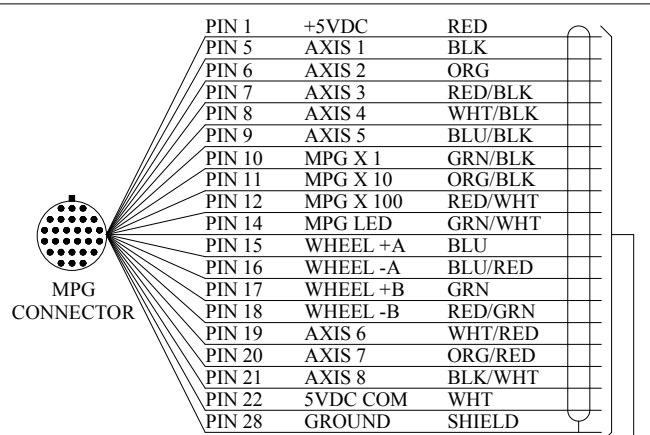 PIN 1 +5VDC RED
PIN 5 AXIS 1 BLK
PIN 6 AXIS 2 ORG
PIN 7 AXIS 3 RED/BLK
PIN 8 AXIS 4 WHT/BLK
PIN 9 AXIS 5 BLU/BLK
PIN 10 MPG X 1 GRN/BLK
PIN 11 MPG X 10 ORG/BLK
PIN 12 MPG X 100 RED/WHT
PIN 14 MPG LED GRN/WHT
PIN 15 WHEEL +A BLU
PIN 16 WHEEL -A BLU/RED
PIN 17 WHEEL +B GRN
PIN 18 WHEEL -B RED/GRN
PIN 19 AXIS 6 WHT/RED
PIN 20 AXIS 7 ORG/RED
PIN 21 AXIS 8 BLK/WHT
PIN 22 5VDC COM WHT
PIN 28 GROUND SHIELD
MPG
CONNECTOR